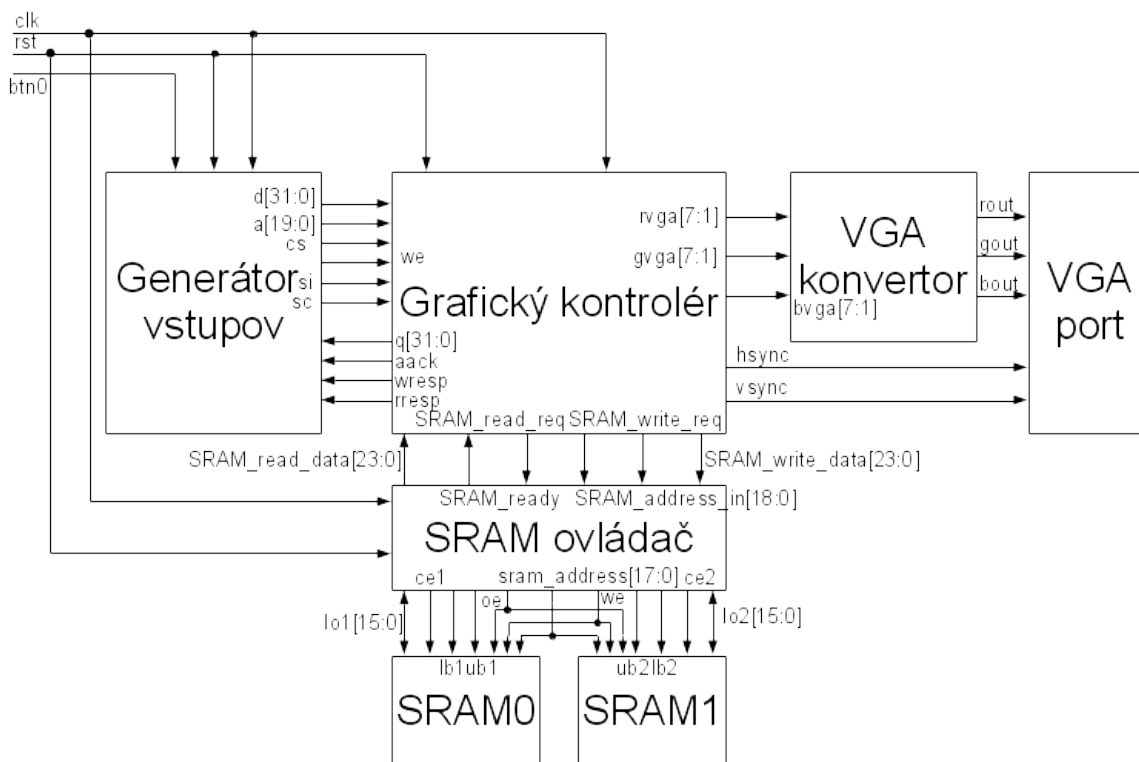 clk
rst
btn0
d[31:0]
a[19:0]
cs
si
sc
Generátor
vstupov
we
rvga[7:1]
gvga[7:1]
bvga[7:1]
Grafický kontrolér
q[31:0]
aack
wresp
rresp
hsync
vsync
VGA
konvertor
rout
gout
bout
VGA
port
SRAM_read_req
SRAM_write_req
SRAM_read_data[23:0]
SRAM_write_data[23:0]
SRAM_ready
SRAM_address_in[18:0]
SRAM ovládač
ce1
sram_address[17:0]
ce2
oe
we
Io1[15:0]
Io2[15:0]
lb1ub1
ub2lb2
SRAM0
SRAM1